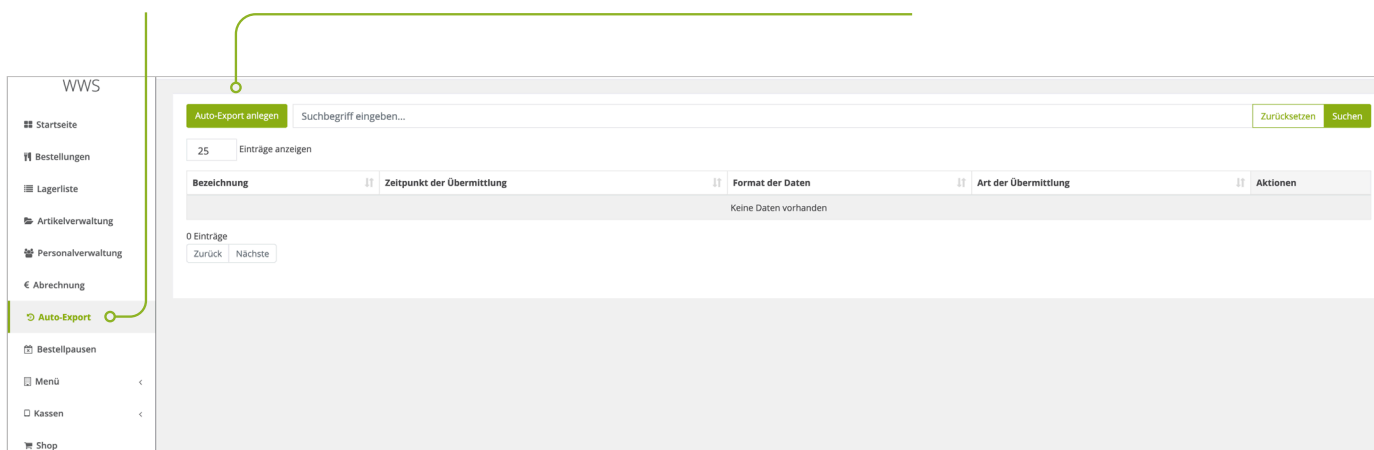 WWS
Startseite
Bestellungen
Lagerliste
Artikelverwaltung
Personalverwaltung
€ Abrechnung
Auto-Export
Bestellpausen
Menü
Kassen
Shop
Auto-Export anlegen Suchbegriff eingeben... Zurücksetzen Suchen
25 Einträge anzeigen
Bezeichnung Zeitpunkt der Übermittlung Format der Daten Art der Übermittlung Aktionen
Keine Daten vorhanden
0 Einträge
Zurück Nächste